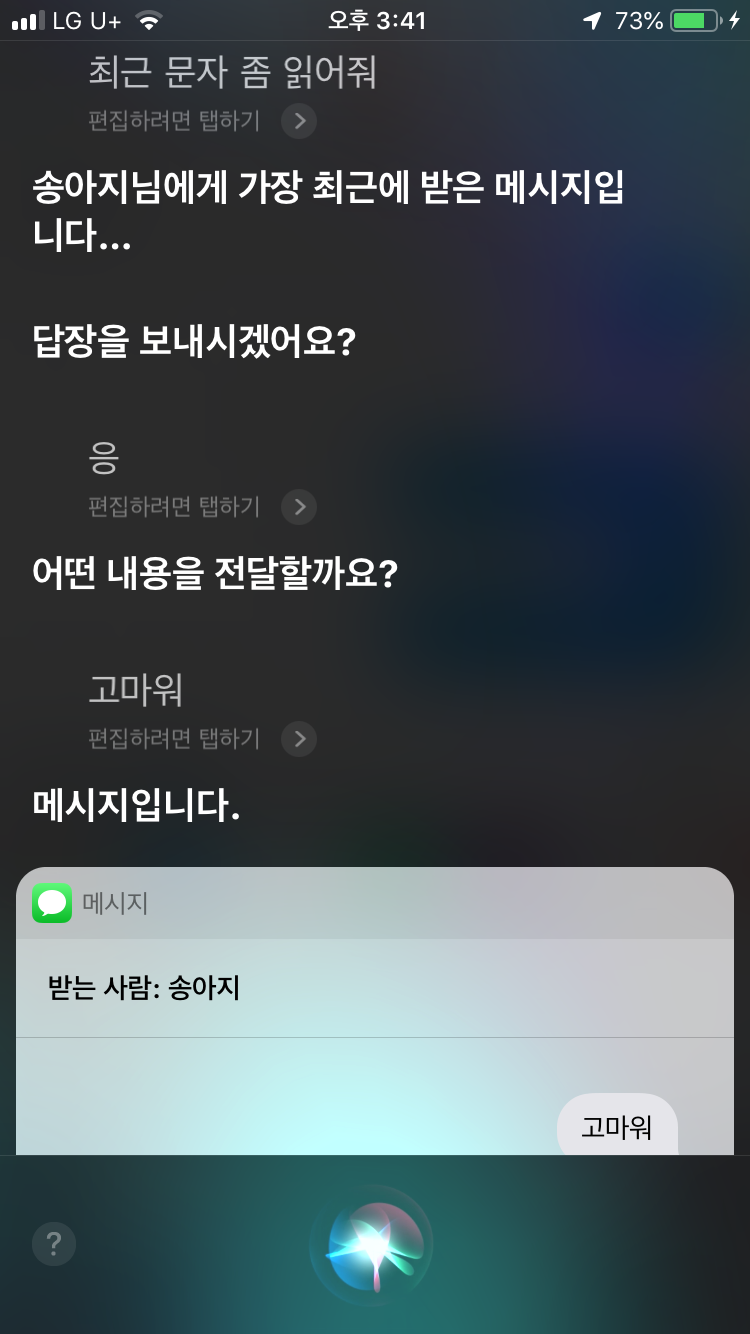 LG U+ 오후 3:41 73%
최근 문자 좀 읽어줘
편집하려면 탭하기
송아지님에게 가장 최근에 받은 메시지입
니다...
답장을 보내시겠어요?
응
편집하려면 탭하기
어떤 내용을 전달할까요?
고마워
편집하려면 탭하기
메시지입니다.
메시지
받는 사람: 송아지
고마워
?